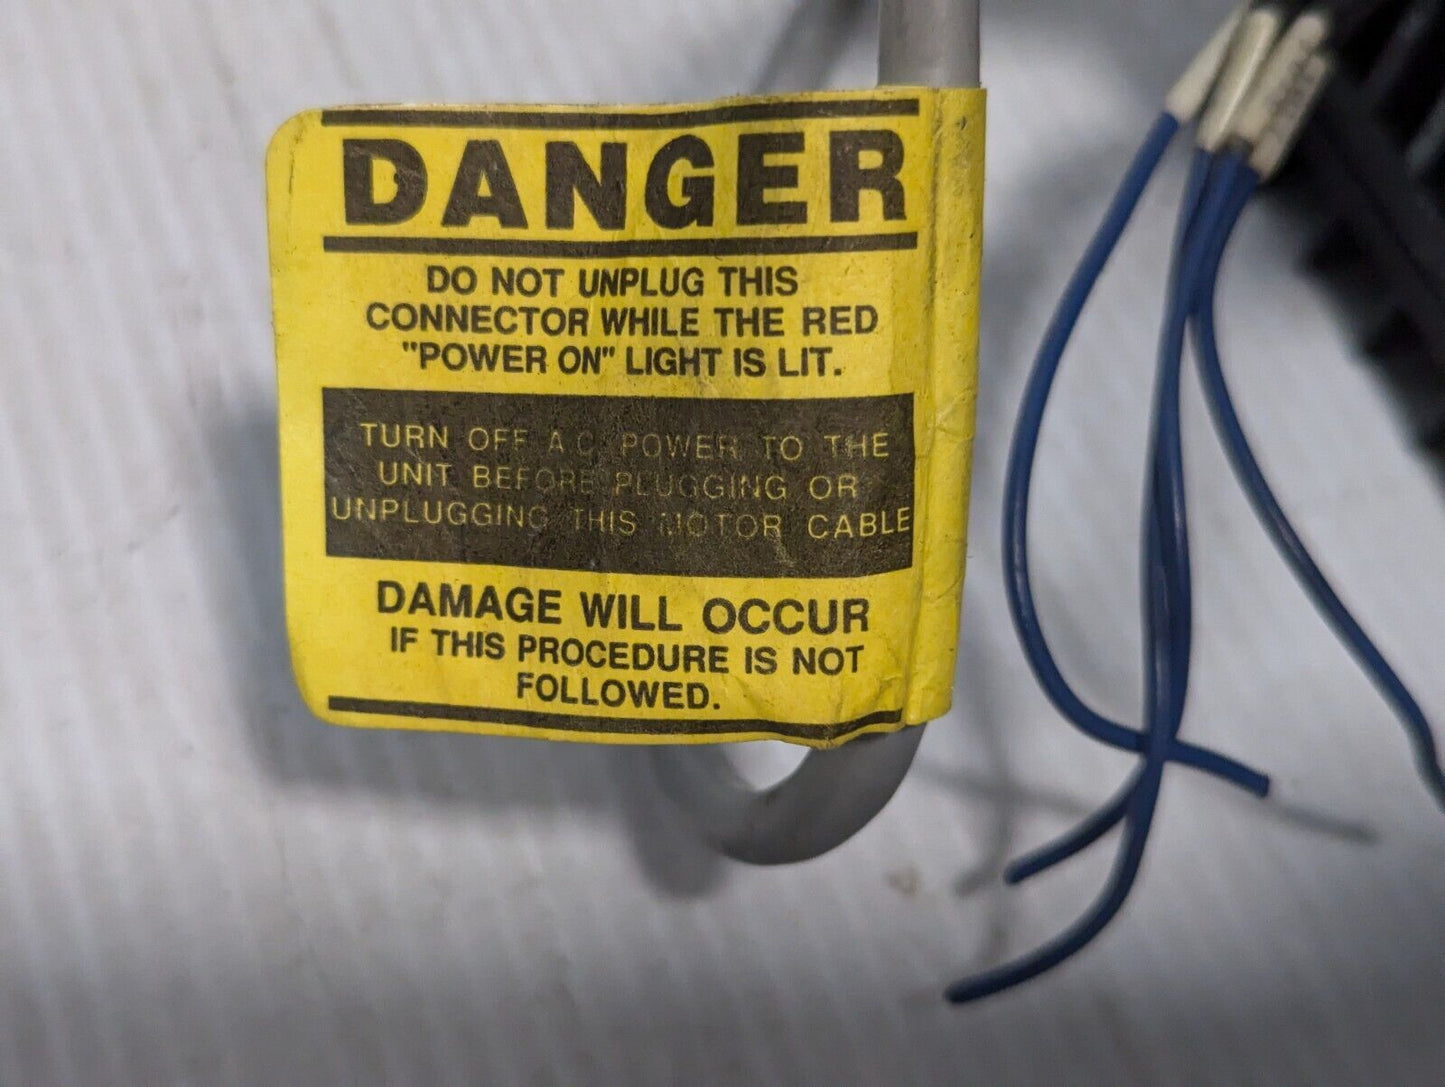 DANGER
DO NOT UNPLUG THIS
CONNECTOR WHILE THE RED
"POWER ON" LIGHT IS LIT.
TURN OFF A.C. POWER TO THE
UNIT BEFORE PLUGGING OR
UNPLUGGING THIS MOTOR CABLE
DAMAGE WILL OCCUR
IF THIS PROCEDURE IS NOT
FOLLOWED.